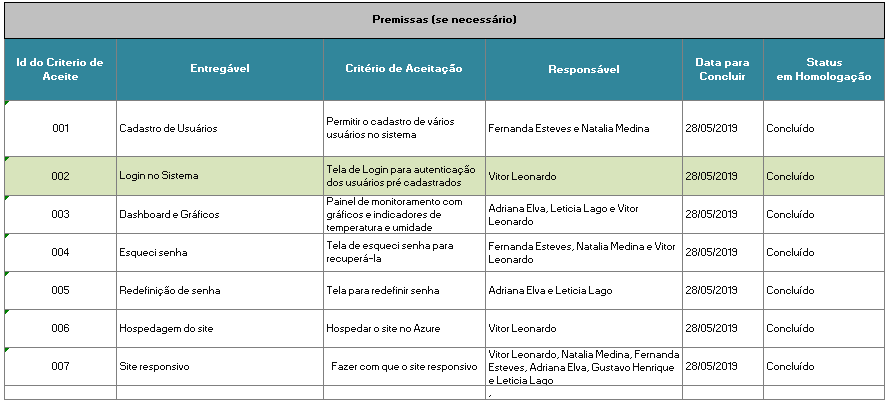 Premissas (se necessário)
Id do Criterio de
Aceite
Entregável
Critério de Aceitação
Responsável
Data para
Concluir
Status
em Homologação
001
Cadastro de Usuários
Permitir o cadastro de vários
usuários no sistema
Fernanda Esteves e Natalia Medina
28/05/2019
Concluído
002
Login no Sistema
Tela de Login para autenticação
dos usuários pré cadastrados
Vitor Leonardo
28/05/2019
Concluído
003
Dashboard e Gráficos
Painel de monitoramento com
gráficos e indicadores de
temperatura e umidade
Adriana Elva, Leticia Lago e Vitor
Leonardo
28/05/2019
Concluído
004
Esqueci senha
Tela de esqueci senha para
recuperá-la
Fernanda Esteves, Natalia Medina e Vitor
Leonardo
28/05/2019
Concluído
005
Redefinição de senha
Tela para redefinir senha
Adriana Elva e Leticia Lago
28/05/2019
Concluído
006
Hospedagem do site
Hospedar o site no Azure
Vitor Leonardo
28/05/2019
Concluído
007
Site responsivo
Fazer com que o site responsivo
Vitor Leonardo, Natalia Medina, Fernanda
Esteves, Adriana Elva, Gustavo Henrique
e Leticia Lago
28/05/2019
Concluído